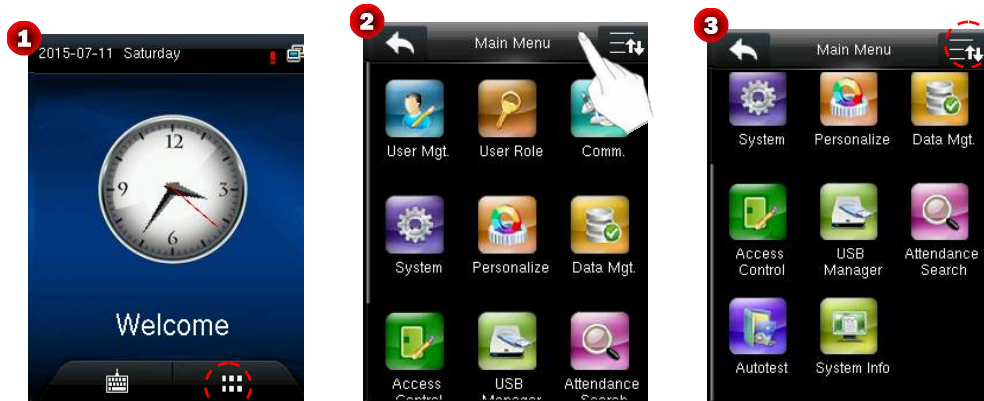 1
2015-07-11 Saturday
12
9
3
6
Welcome
2
Main Menu
User Mgt.
User Role
Comm.
System
Personalize
Data Mgt.
Access
USB
Attendance
Control
Manager
Search
3
Main Menu
System
Personalize
Data Mgt.
Access
USB
Attendance
Control
Manager
Search
Autotest
System Info